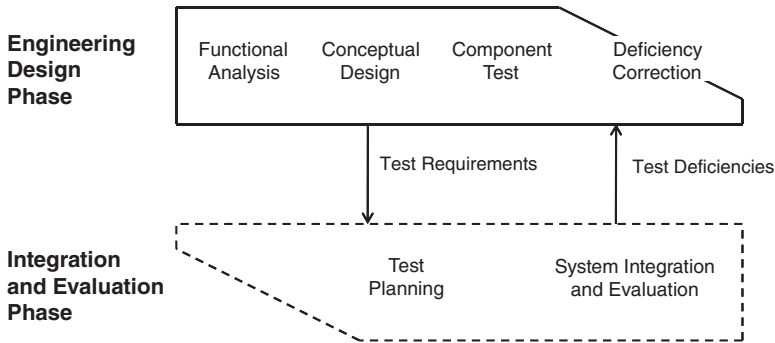 Engineering
Design
Phase
Functional
Analysis
Conceptual
Design
Component
Test
Deficiency
Correction
Test Requirements
Test Deficiencies
Integration
and Evaluation
Phase
Test
Planning
System Integration
and Evaluation